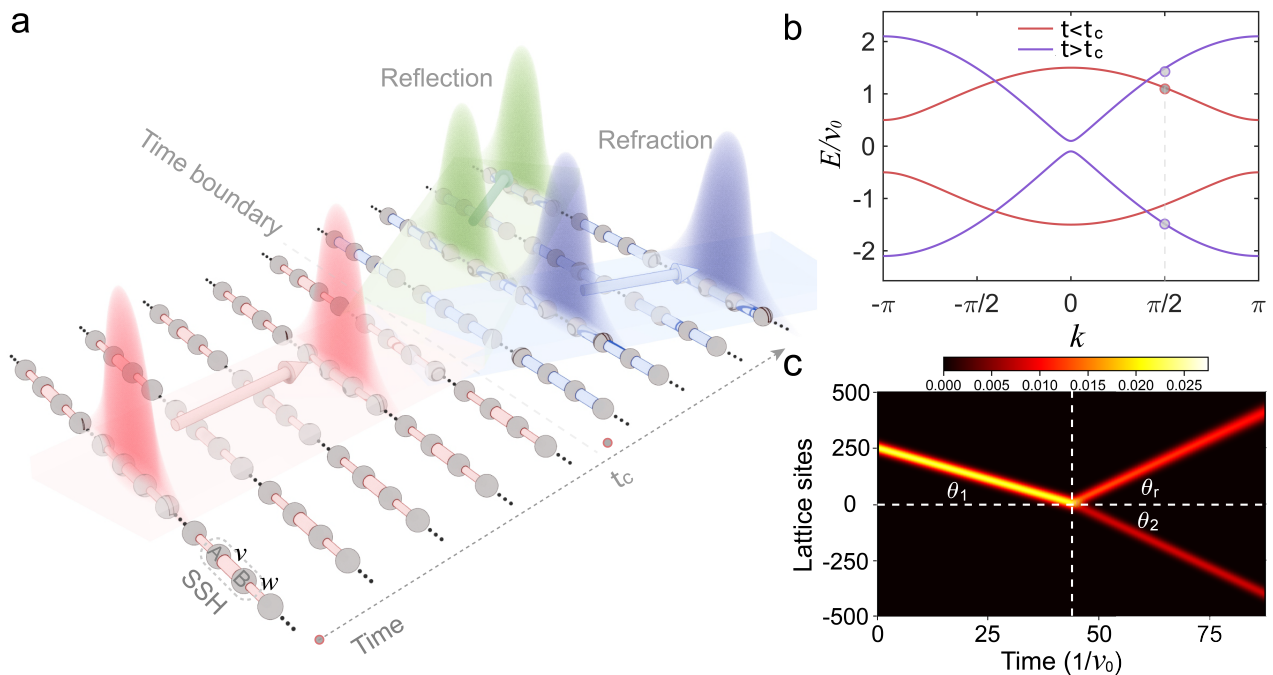 a
Reflection
Refraction
Time boundary
A
v
B
w
SSH
Time
t_c
b
t<t_c
t>t_c
2
1
0
-1
-2
E/v_0
-π
-π/2
0
π/2
π
k
c
0.000 0.005 0.010 0.015 0.020 0.025
500
250
0
-250
-500
Lattice sites
θ_1
θ_r
θ_2
0
25
50
75
Time (1/v_0)